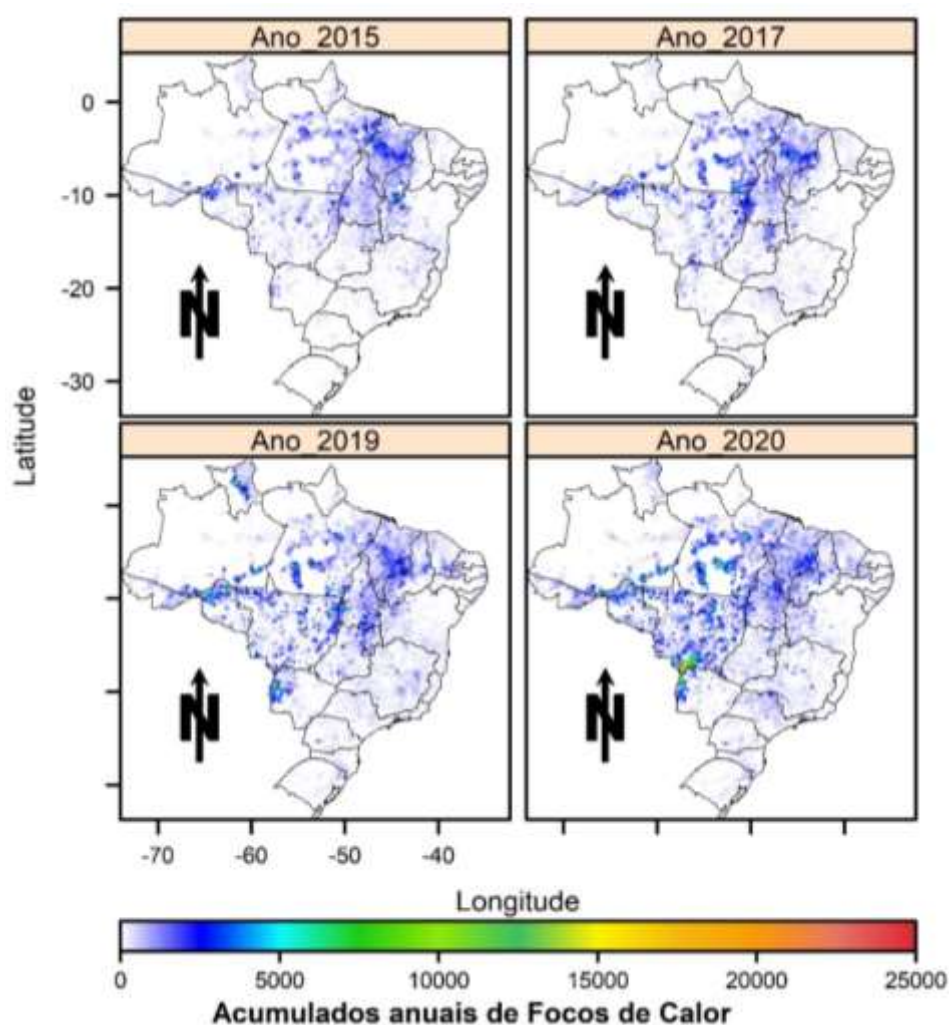 Ano_2015
Ano_2017
0
-10
-20
-30
N
N
Latitude
Ano_2019
Ano_2020
N
N
-70
-60
-50
-40
Longitude
0
5000
10000
15000
20000
25000
Acumulados anuais de Focos de Calor